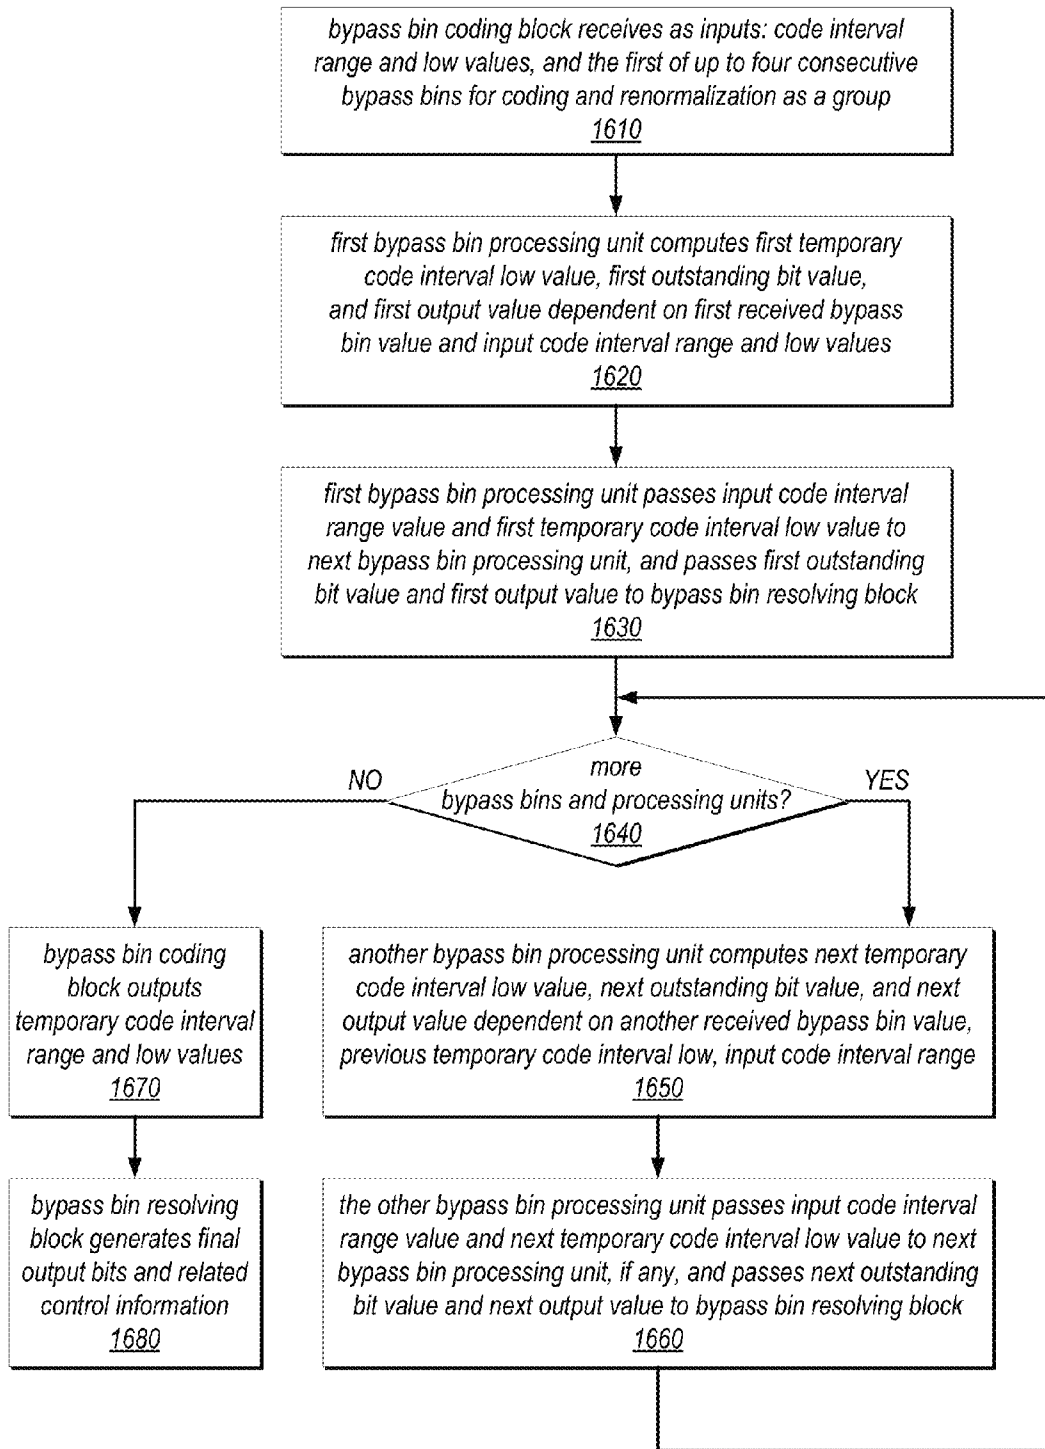 bypass bin coding block receives as inputs: code interval
range and low values, and the first of up to four consecutive
bypass bins for coding and renormalization as a group
1610
first bypass bin processing unit computes first temporary
code interval low value, first outstanding bit value,
and first output value dependent on first received bypass
bin value and input code interval range and low values
1620
first bypass bin processing unit passes input code interval
range value and first temporary code interval low value to
next bypass bin processing unit, and passes first outstanding
bit value and first output value to bypass bin resolving block
1630
more
bypass bins and processing units?
1640
NO
YES
bypass bin coding
block outputs
temporary code interval
range and low values
1670
another bypass bin processing unit computes next temporary
code interval low value, next outstanding bit value, and next
output value dependent on another received bypass bin value,
previous temporary code interval low, input code interval range
1650
bypass bin resolving
block generates final
output bits and related
control information
1680
the other bypass bin processing unit passes input code interval
range value and next temporary code interval low value to next
bypass bin processing unit, if any, and passes next outstanding
bit value and next output value to bypass bin resolving block
1660